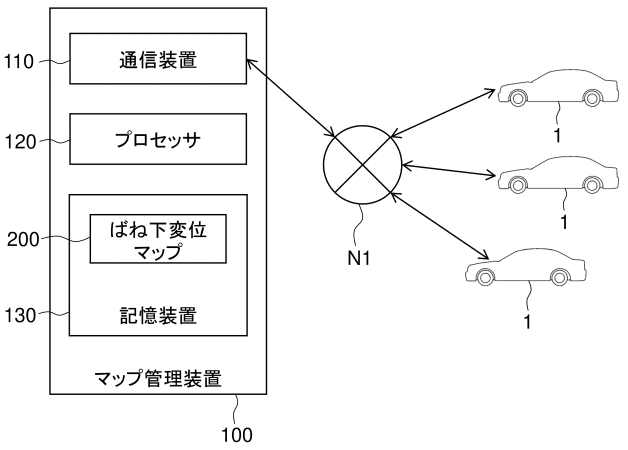 110
通信装置
120
プロセッサ
200
ばね下変位
マップ
130
記憶装置
マップ管理装置
100
N1
1
1
1